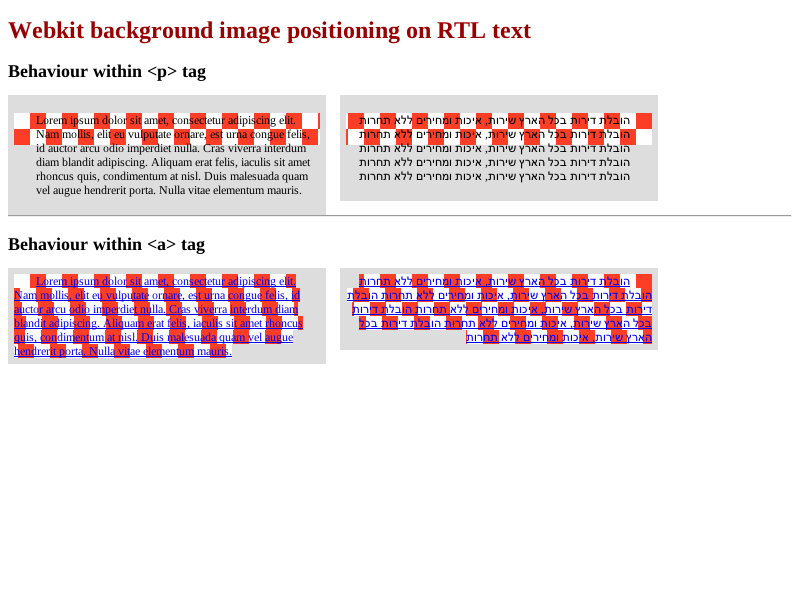 Webkit background image positioning on RTL text
Behaviour within <p> tag
Lorem ipsum dolor sit amet, consectetur adipiscing elit.
Nam mollis, elit eu vulputate ornare, est urna congue felis,
id auctor arcu odio imperdiet nulla. Cras viverra interdum
diam blandit adipiscing. Aliquam erat felis, iaculis sit amet
rhoncus quis, condimentum at nisl. Duis malesuada quam
vel augue hendrerit porta. Nulla vitae elementum mauris.
הובלת דירות בכל הארץ שירות, איכות ומחירים ללא תחרות
הובלת דירות בכל הארץ שירות, איכות ומחירים ללא תחרות
הובלת דירות בכל הארץ שירות, איכות ומחירים ללא תחרות
הובלת דירות בכל הארץ שירות, איכות ומחירים ללא תחרות
הובלת דירות בכל הארץ שירות, איכות ומחירים ללא תחרות
Behaviour within <a> tag
Lorem ipsum dolor sit amet, consectetur adipiscing elit.
Nam mollis, elit eu vulputate ornare, est urna congue felis, id
auctor arcu odio imperdiet nulla. Cras viverra interdum diam
blandit adipiscing. Aliquam erat felis, iaculis sit amet rhoncus
quis, condimentum at nisl. Duis malesuada quam vel augue
hendrerit porta. Nulla vitae elementum mauris.
הובלת דירות בכל הארץ שירות, איכות ומחירים ללא תחרות
הובלת דירות בכל הארץ שירות, איכות ומחירים ללא תחרות הובלת
דירות בכל הארץ שירות, איכות ומחירים ללא תחרות הובלת דירות
בכל הארץ שירות, איכות ומחירים ללא תחרות הובלת דירות בכל
הארץ שירות, איכות ומחירים ללא תחרות